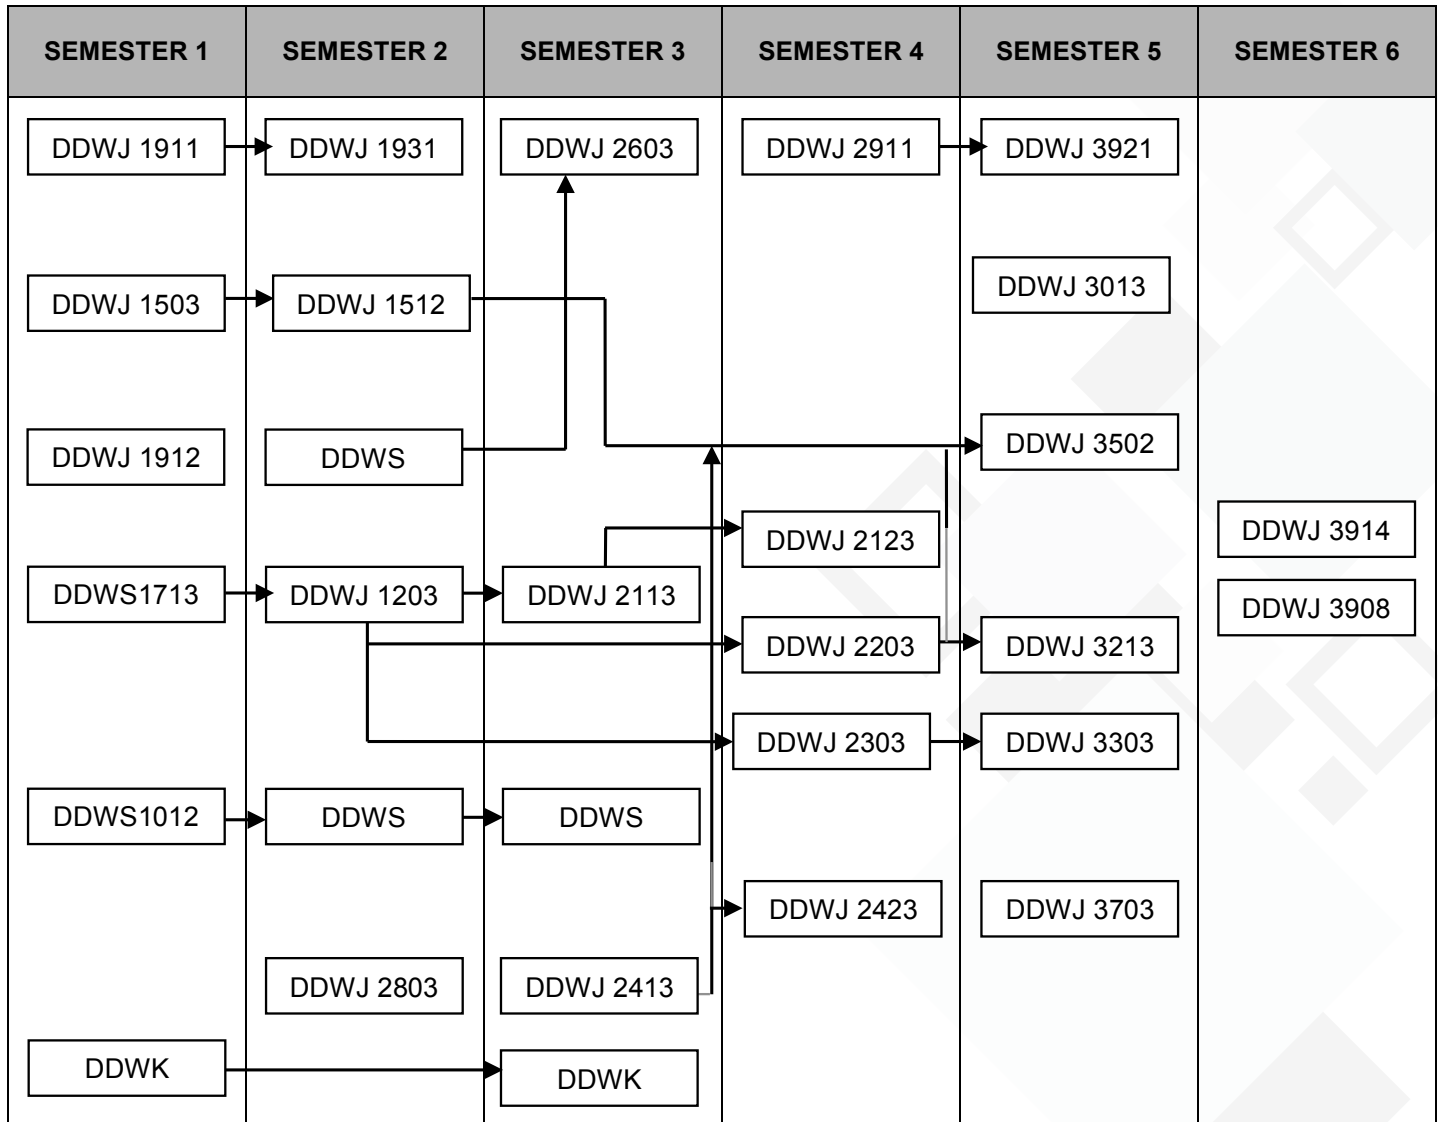 SEMESTER 1 SEMESTER 2 SEMESTER 3 SEMESTER 4 SEMESTER 5 SEMESTER 6
DDWJ 1911 DDWJ 1931 DDWJ 2603 DDWJ 2911 DDWJ 3921
DDWJ 1503 DDWJ 1512 DDWJ 3013
DDWJ 1912 DDWS DDWJ 3502
DDWJ 2123 DDWJ 3914
DDWS1713 DDWJ 1203 DDWJ 2113 DDWJ 3908
DDWJ 2203 DDWJ 3213
DDWJ 2303 DDWJ 3303
DDWS1012 DDWS DDWS
DDWJ 2423 DDWJ 3703
DDWJ 2803 DDWJ 2413
DDWK DDWK